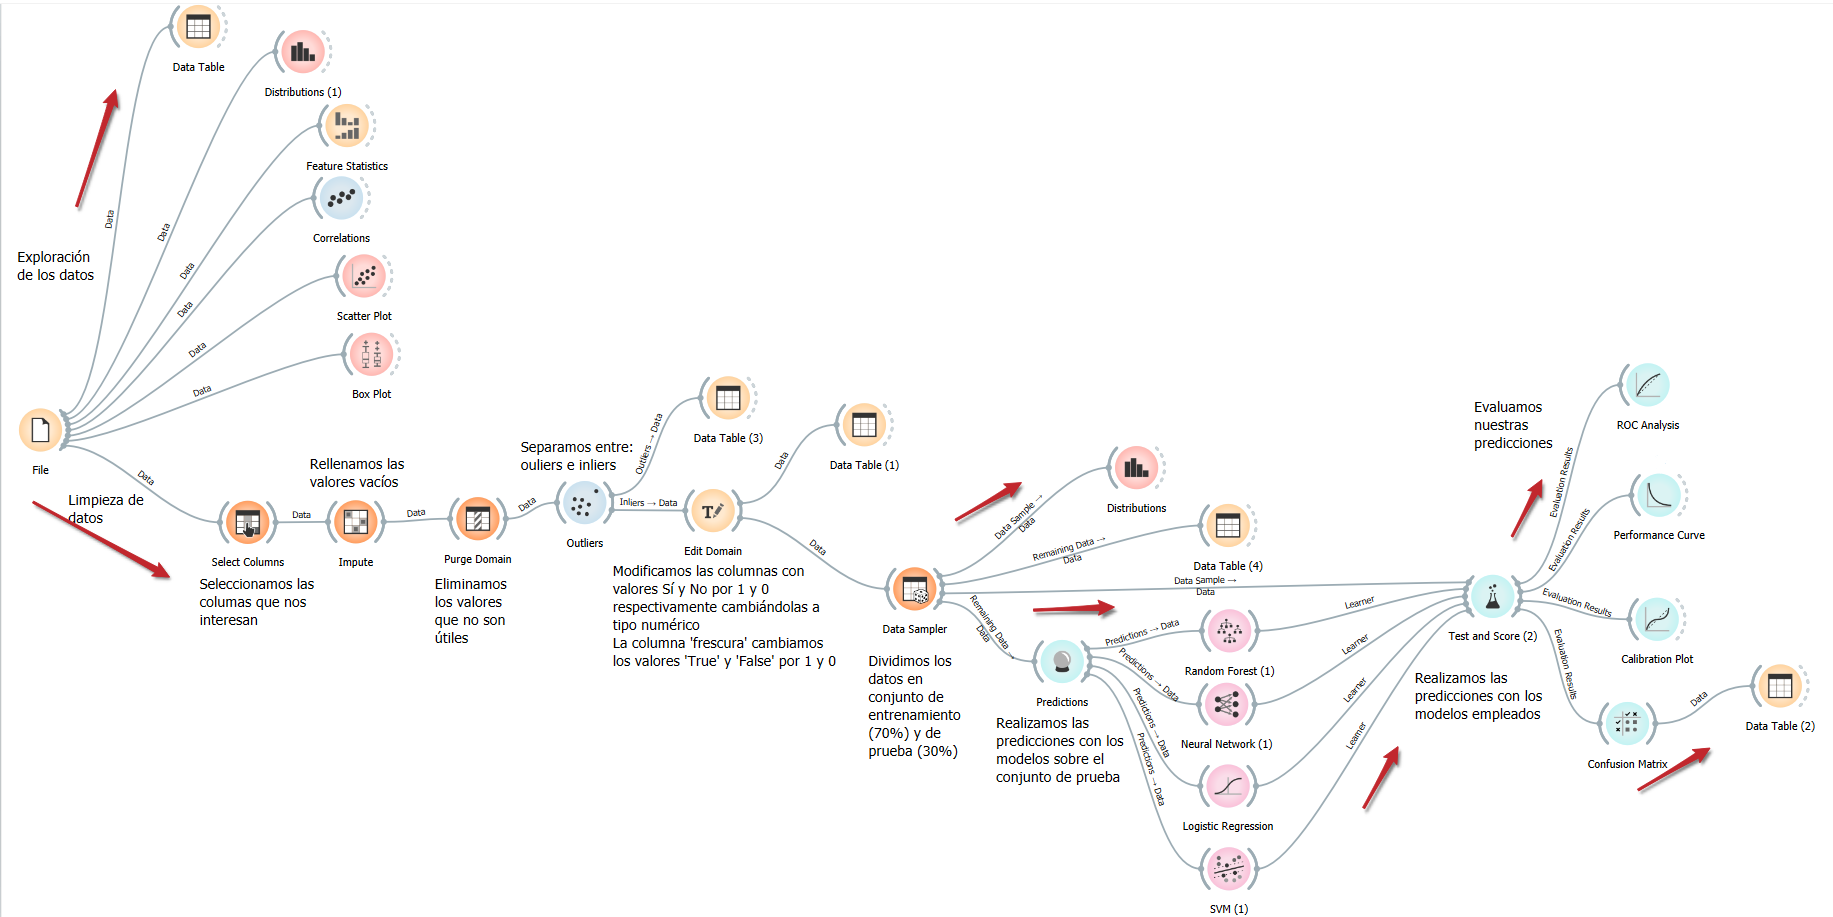 Data Table
Distributions (1)
Feature Statistics
Correlations
Scatter Plot
Box Plot
Data
Data
Data
Data
Data
Data
Exploración
de los datos
File
Data
Limpieza de
datos
Select Columns
Seleccionamos las
columas que nos
interesan
Data
Rellenamos las
valores vacíos
Impute
Data
Purge Domain
Eliminamos
los valores
que no son
útiles
Data
Separamos entre:
ouliers e inliers
Outliers
Outliers → Data
Data Table (3)
Inliers → Data
Edit Domain
Modificamos las columnas con
valores Sí y No por 1 y 0
respectivamente cambiándolas a
tipo numérico
La columna 'frescura' cambiamos
los valores 'True' y 'False' por 1 y 0
Data
Data Table (1)
Data
Data Sampler
Dividimos los
datos en
conjunto de
entrenamiento
(70%) y de
prueba (30%)
Data Sample →
Data
Distributions
Remaining Data →
Data
Data Table (4)
Data Sample →
Data
Remaining Data →
Data
Predictions
Realizamos las
predicciones con los
modelos sobre el
conjunto de prueba
Predictions → Data
Predictions → Data
Predictions → Data
Predictions → Data
Random Forest (1)
Neural Network (1)
Logistic Regression
SVM (1)
Learner
Learner
Learner
Learner
Test and Score (2)
Realizamos las
predicciones con los
modelos empleados
Evaluamos
nuestras
predicciones
Evaluation Results
Evaluation Results
Evaluation Results
Evaluation Results
ROC Analysis
Performance Curve
Calibration Plot
Confusion Matrix
Data
Data Table (2)